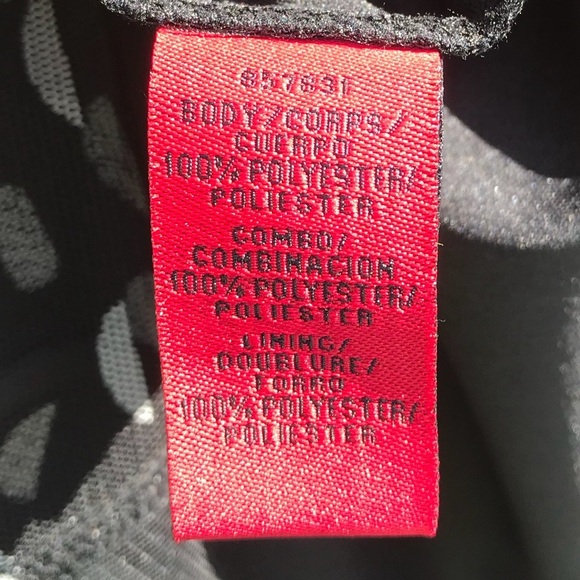 857831
BODY/CORPS/
CUERPO
100% POLYESTER/
POLIESTER
COMBO/
COMBINACION
100% POLYESTER/
POLIESTER
LINING/
DOUBLURE/
FORRO
100% POLYESTER/
POLIESTER